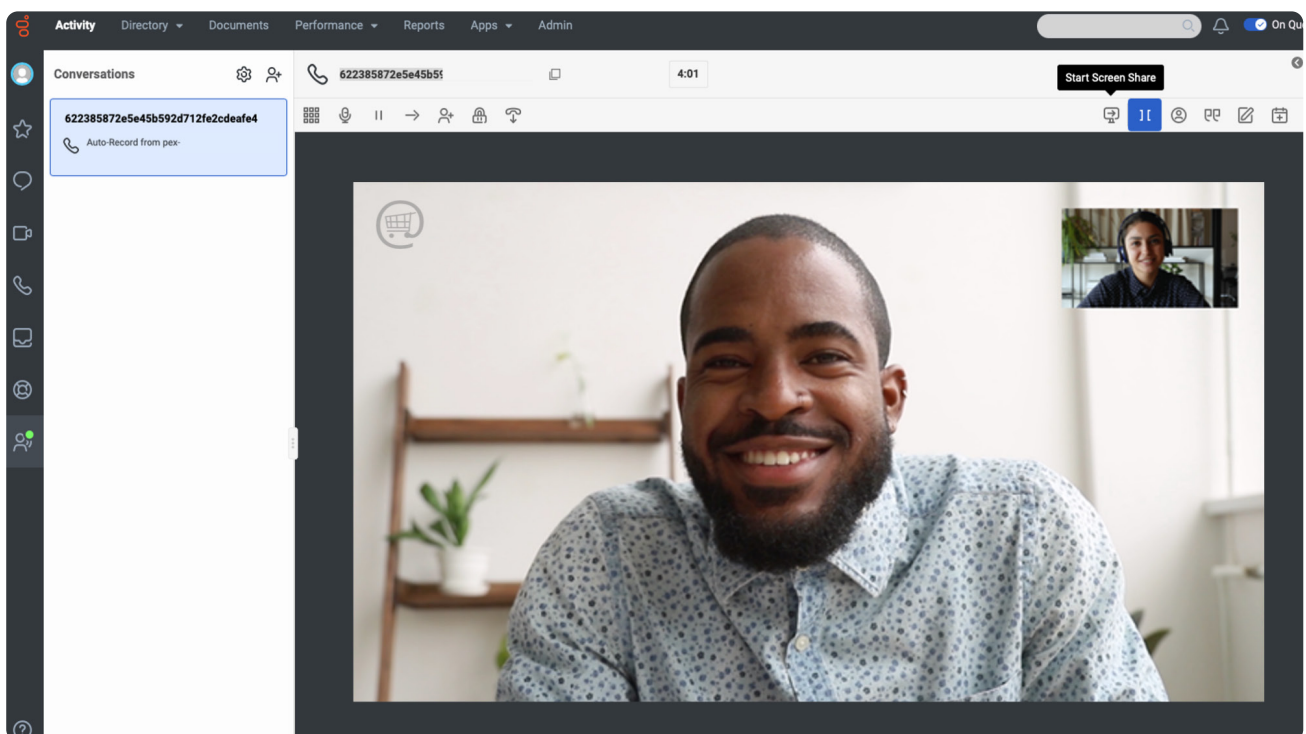 Activity Directory Documents Performance Reports Apps Admin
On Qu
Conversations
622385872e5e45b59
4:01
Start Screen Share
622385872e5e45b592d712fe2cdeafe4
Auto-Record from pex-